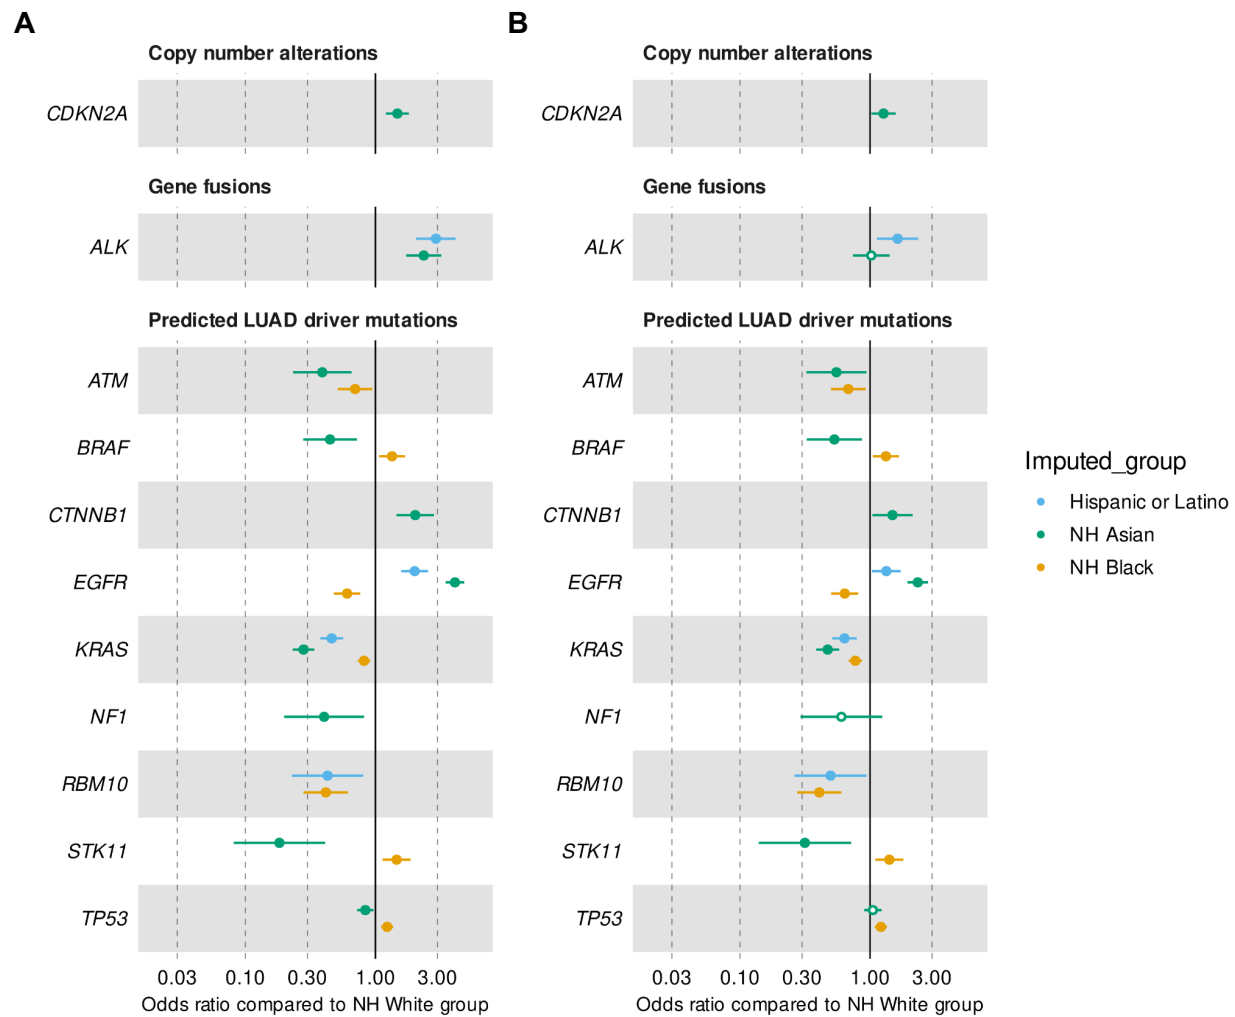 A
Copy number alterations
CDKN2A
Gene fusions
ALK
Predicted LUAD driver mutations
ATM
BRAF
CTNNB1
EGFR
KRAS
NF1
RBM10
STK11
TP53
0.03 0.10 0.30 1.00 3.00
Odds ratio compared to NH White group
B
Copy number alterations
CDKN2A
Gene fusions
ALK
Predicted LUAD driver mutations
ATM
BRAF
CTNNB1
EGFR
KRAS
NF1
RBM10
STK11
TP53
0.03 0.10 0.30 1.00 3.00
Odds ratio compared to NH White group
Imputed_group
Hispanic or Latino
NH Asian
NH Black